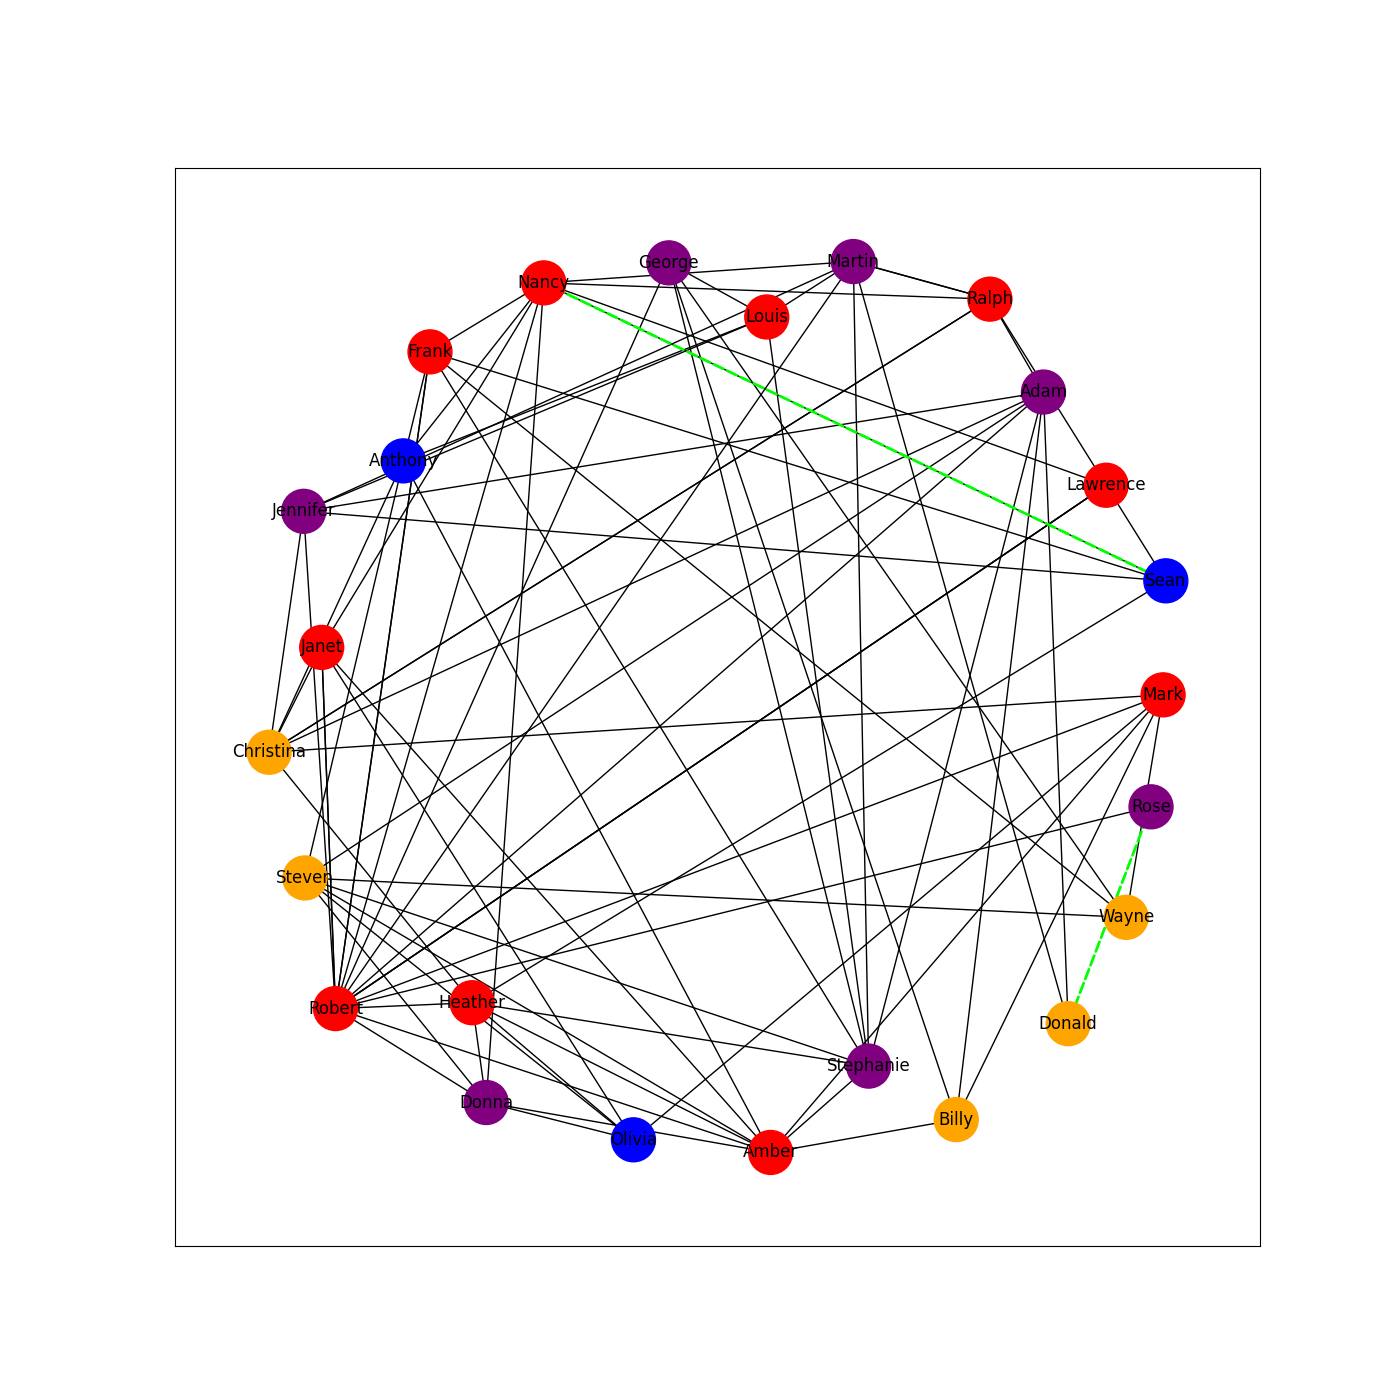 George
Martin
Nancy
Ralph
Louis
Frank
Adam
Anthony
Lawrence
Jennifer
Sean
Janet
Mark
Christina
Rose
Steven
Wayne
Heather
Robert
Donald
Stephanie
Donna
Billy
Olivia
Amber